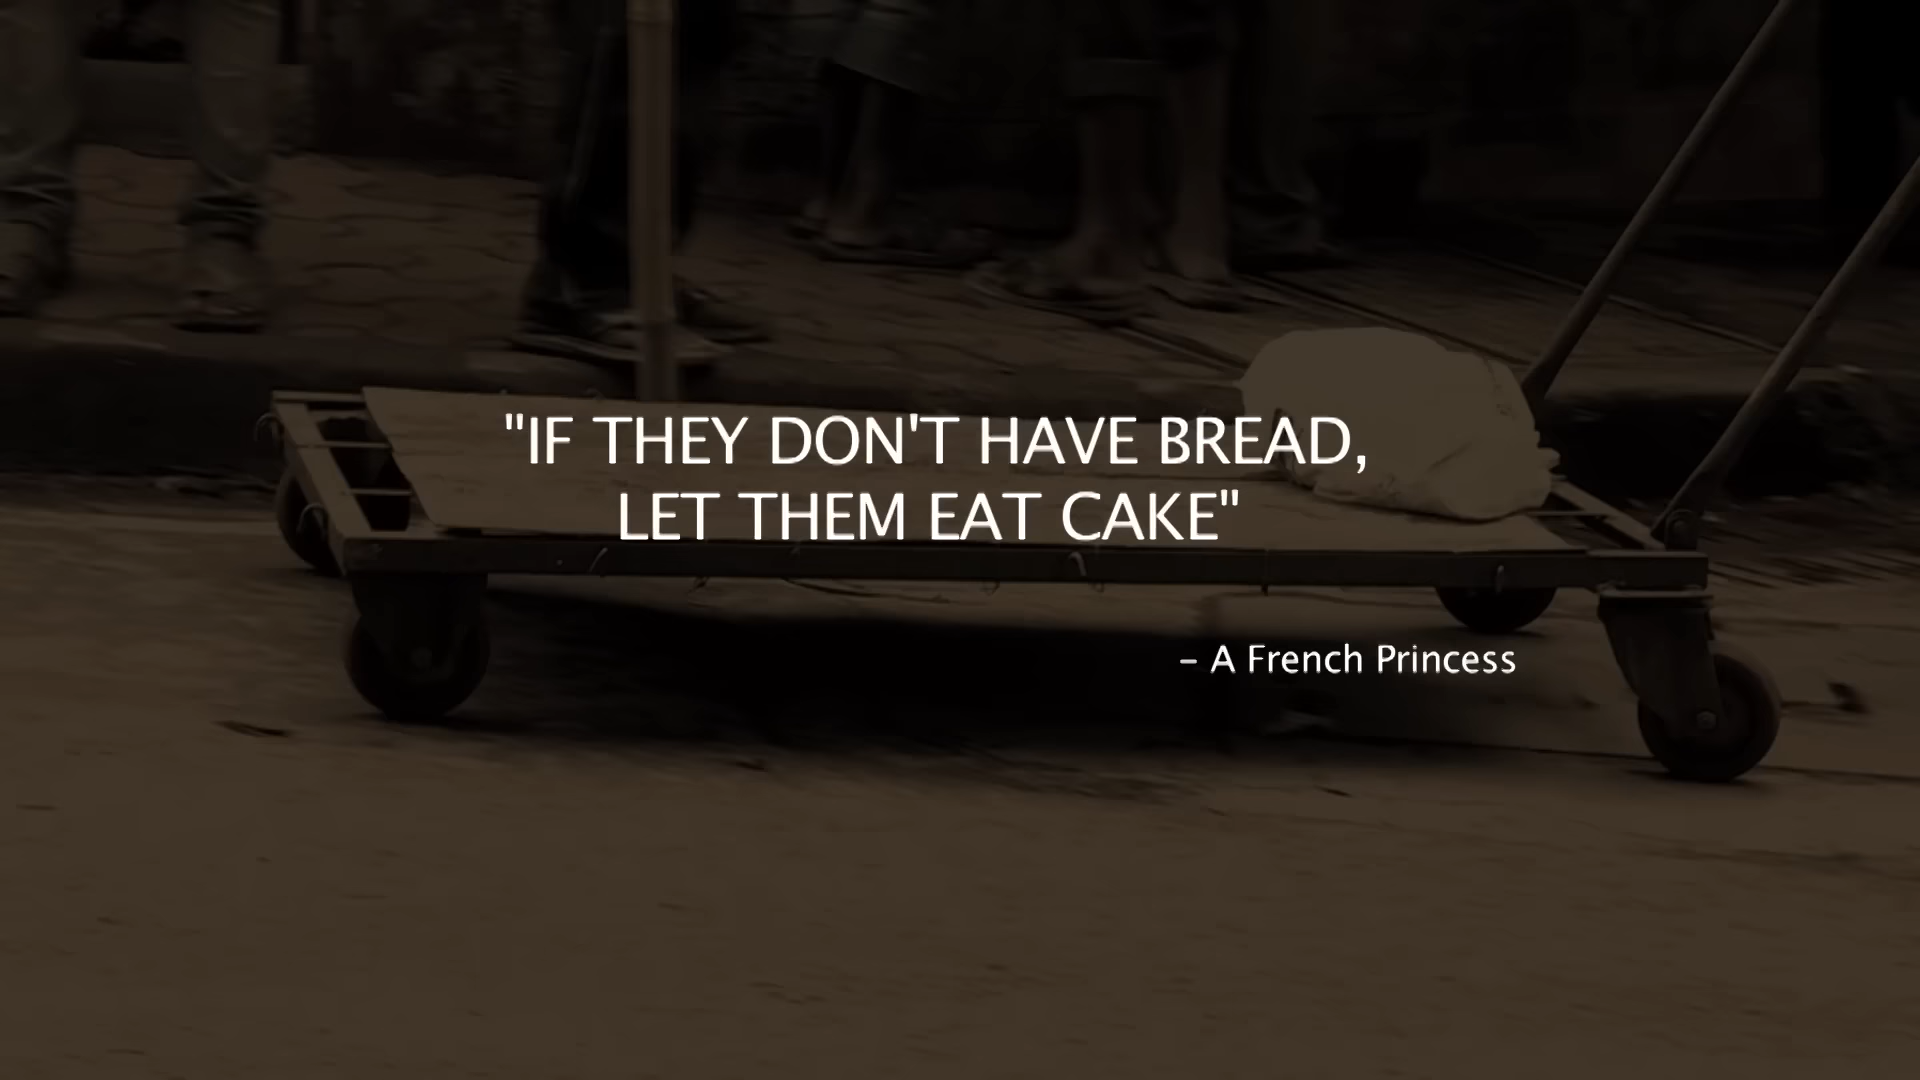 "IF THEY DON'T HAVE BREAD,
LET THEM EAT CAKE"
– A French Princess